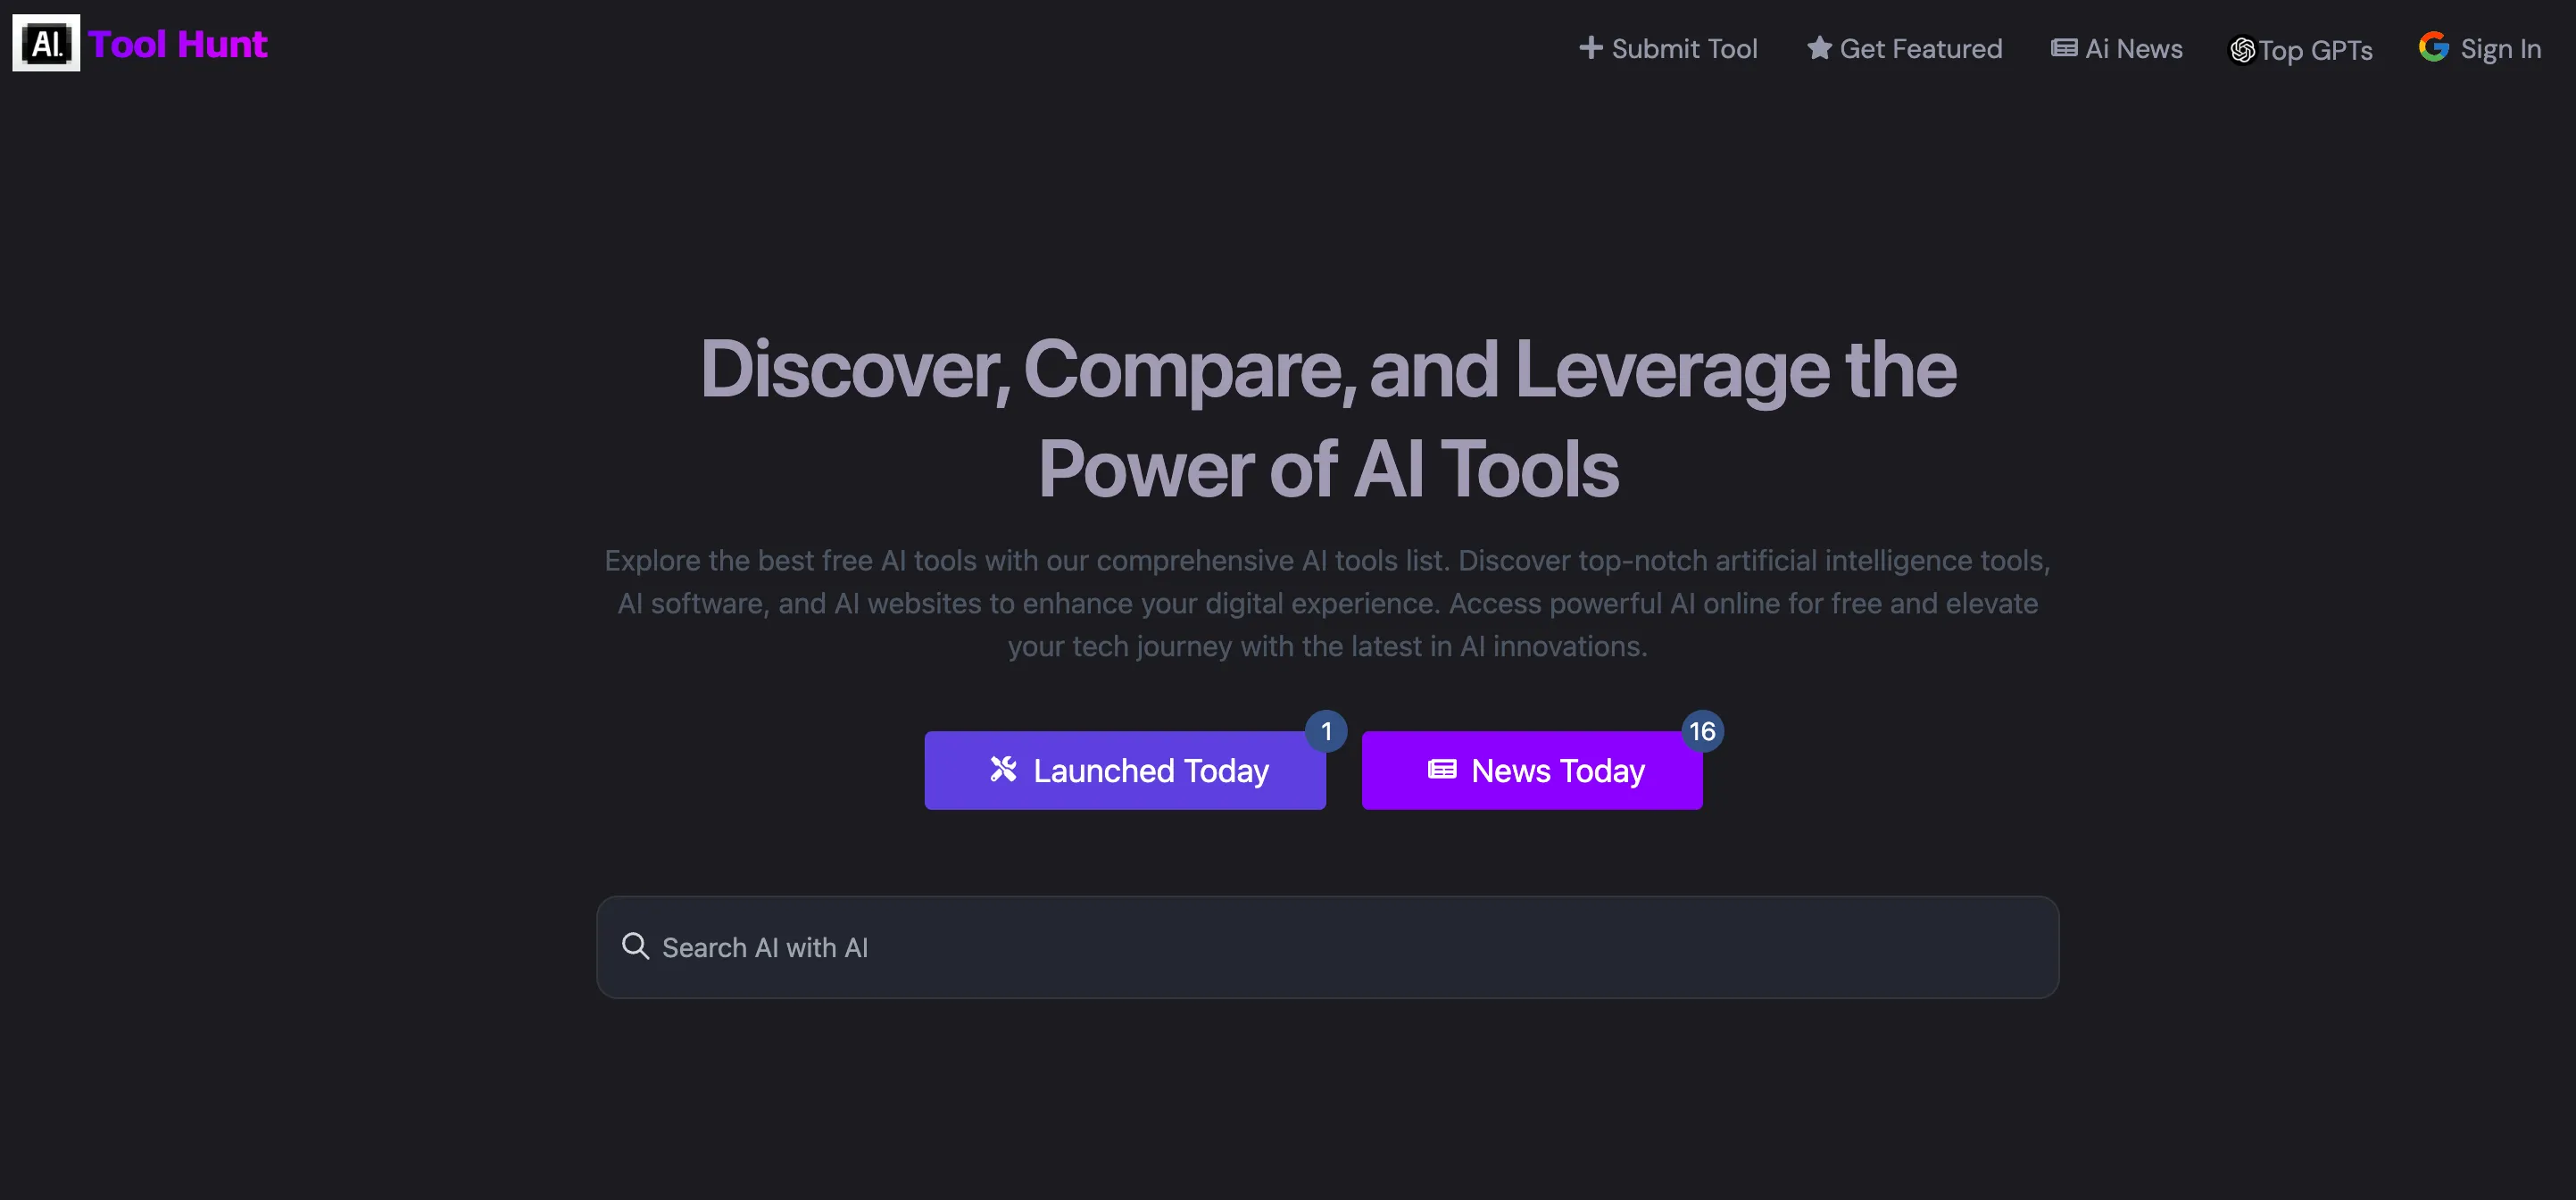 AI. Tool Hunt
Submit Tool
Get Featured
Ai News
Top GPTs
Sign In
Discover, Compare, and Leverage the
Power of AI Tools
Explore the best free AI tools with our comprehensive AI tools list. Discover top-notch artificial intelligence tools,
AI software, and AI websites to enhance your digital experience. Access powerful AI online for free and elevate
your tech journey with the latest in AI innovations.
Launched Today
1
News Today
16
Search AI with AI